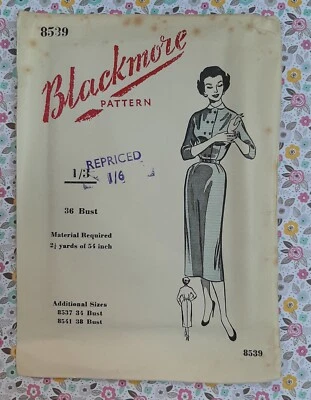 8539
Blackmore
PATTERN
REPRICED
1/3 1/6
36 Bust
Material Required
2½ yards of 54 inch
Additional Sizes
8537 34 Bust
8541 38 Bust
8539